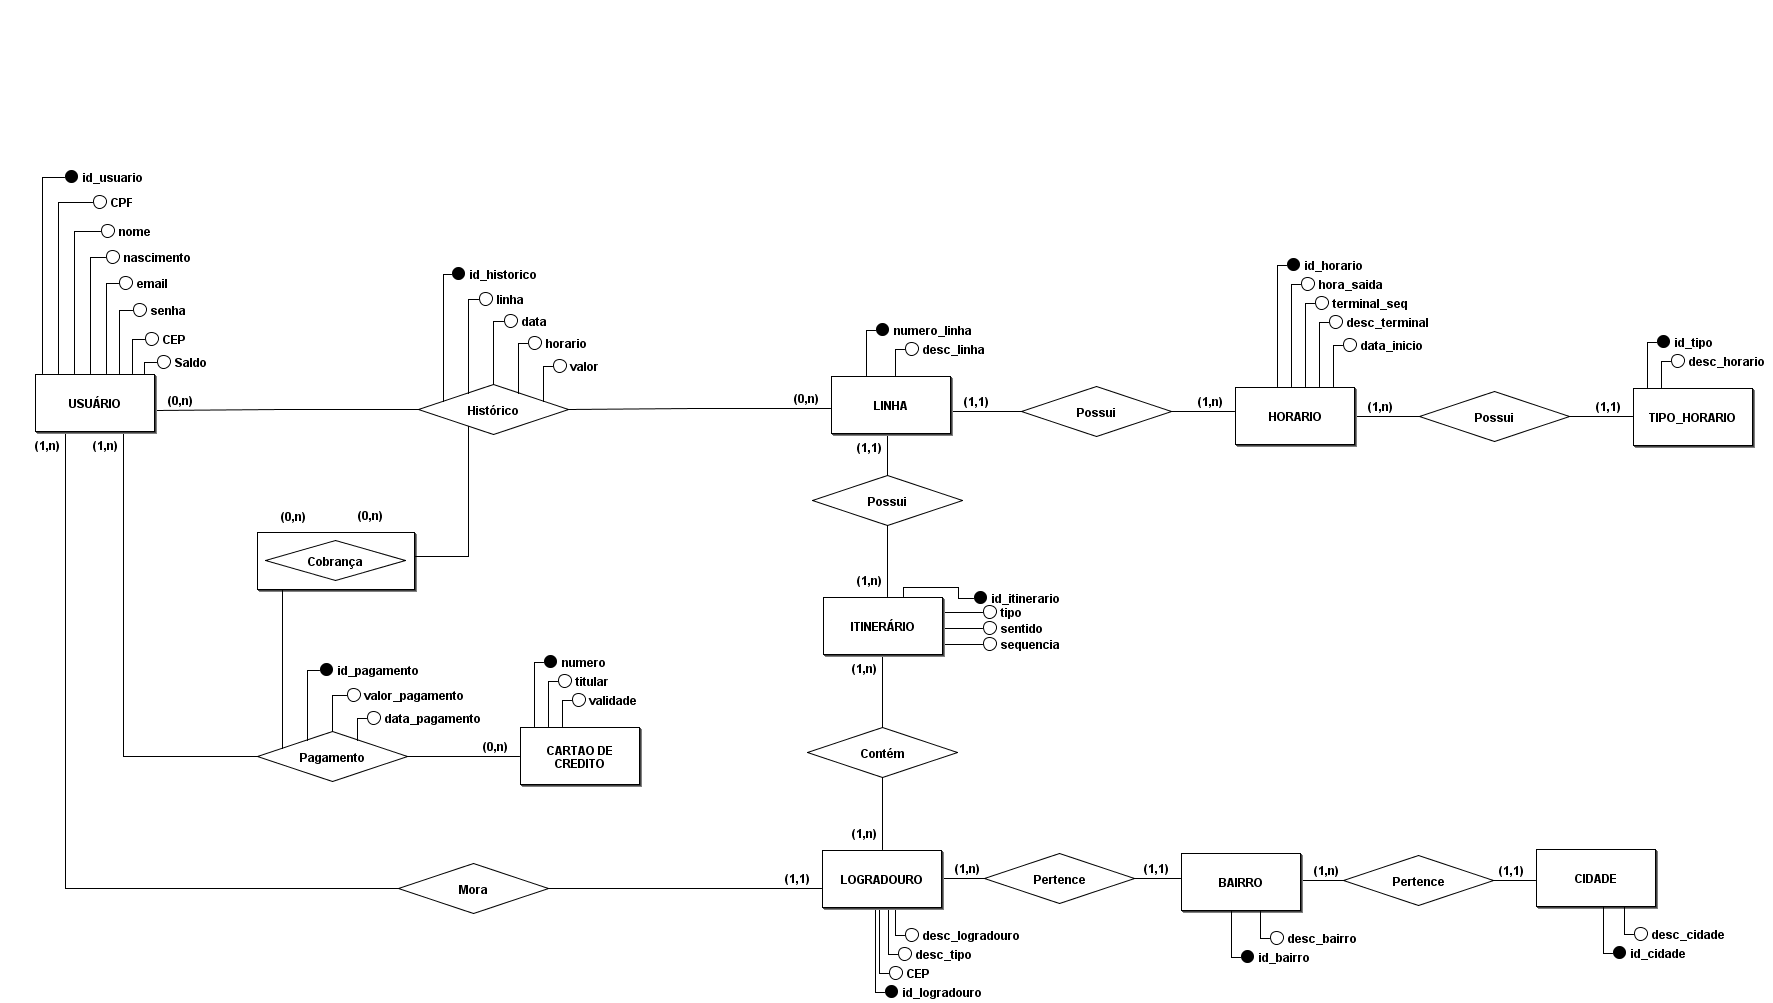 id_usuario
CPF
nome
nascimento
email
senha
CEP
Saldo
USUÁRIO
(0,n)
(1,n)
(1,n)
id_historico
linha
data
horario
valor
Histórico
(0,n)
numero_linha
desc_linha
LINHA
(1,1)
Possui
(1,n)
id_horario
hora_saida
terminal_seq
desc_terminal
data_inicio
HORARIO
(1,n)
Possui
(1,1)
id_tipo
desc_horario
TIPO_HORARIO
(1,1)
Possui
(1,n)
(0,n)
(0,n)
Cobrança
id_itinerario
tipo
sentido
sequencia
ITINERÁRIO
(1,n)
id_pagamento
valor_pagamento
data_pagamento
Pagamento
(0,n)
numero
titular
validade
CARTAO DE
CREDITO
Contém
(1,n)
Mora
(1,1)
LOGRADOURO
(1,n)
Pertence
(1,1)
BAIRRO
(1,n)
Pertence
(1,1)
CIDADE
desc_logradouro
desc_tipo
CEP
id_logradouro
desc_bairro
id_bairro
desc_cidade
id_cidade